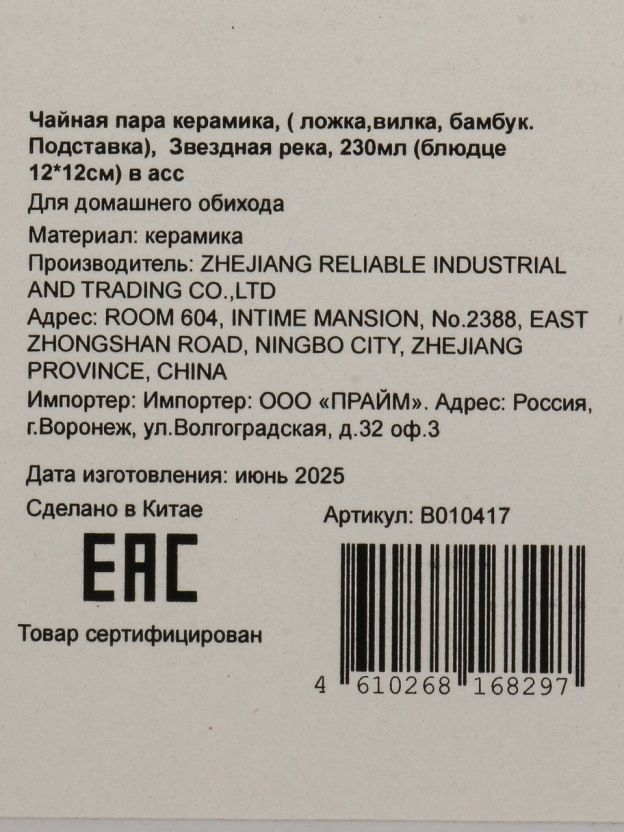 Чайная пара керамика, ( ложка,вилка, бамбук.
Подставка), Звездная река, 230мл (блюдце
12*12см) в асс
Для домашнего обихода
Материал: керамика
Производитель: ZHEJIANG RELIABLE INDUSTRIAL
AND TRADING CO.,LTD
Адрес: ROOM 604, INTIME MANSION, No.2388, EAST
ZHONGSHAN ROAD, NINGBO CITY, ZHEJIANG
PROVINCE, CHINA
Импортер: Импортер: ООО «ПРАЙМ». Адрес: Россия,
г.Воронеж, ул.Волгоградская, д.32 оф.3
Дата изготовления: июнь 2025
Сделано в Китае
Артикул: B010417
EAC
Товар сертифицирован
4 610268 168297